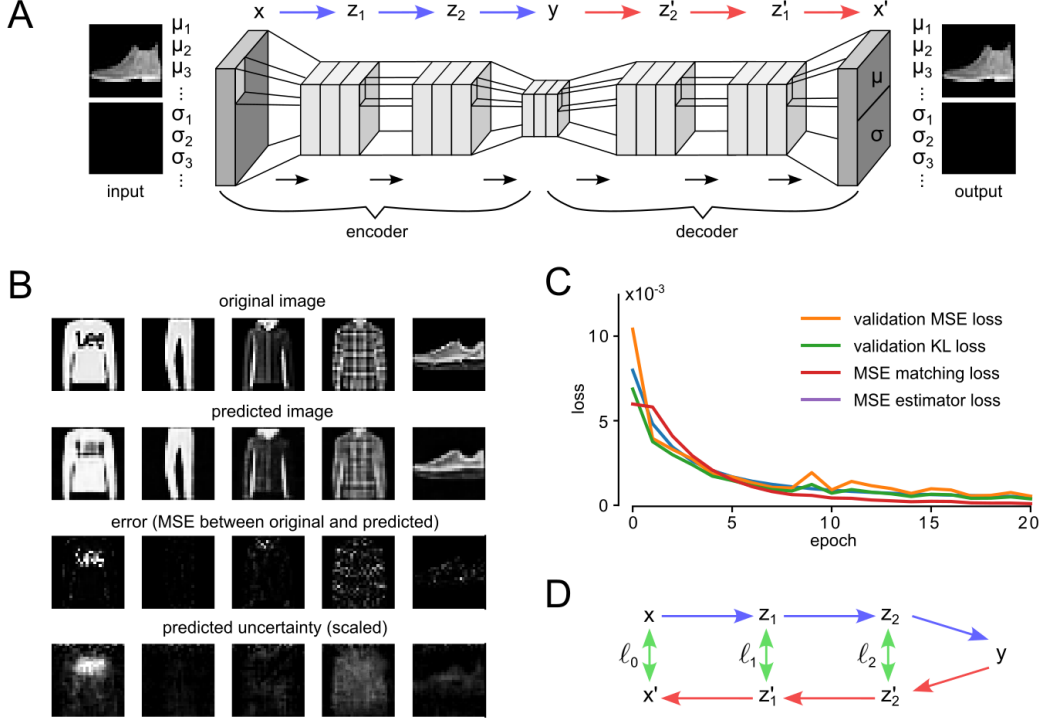 A
x z₁ z₂ y z'₂ z'₁ x'
μ₁
μ₂
μ₃
...
σ₁
σ₂
σ₃
...
input
encoder
decoder
μ
σ
μ₁
μ₂
μ₃
...
σ₁
σ₂
σ₃
...
output
B
original image
Lee
predicted image
error (MSE between original and predicted)
predicted uncertainty (scaled)
C
x10⁻³
10
5
0
loss
validation MSE loss
validation KL loss
MSE matching loss
MSE estimator loss
0 5 10 15 20
epoch
D
x z₁ z₂
y
ℓ₀ ℓ₁ ℓ₂
x' z'₁ z'₂